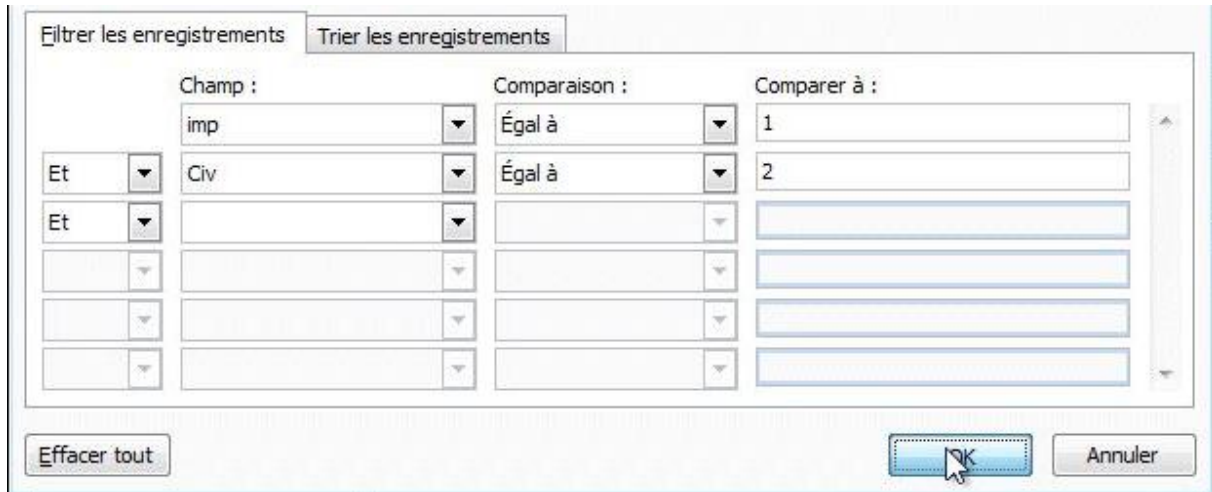 Filtrer les enregistrements Trier les enregistrements
Champ : Comparaison : Comparer à :
imp Égal à 1
Et Civ Égal à 2
Et
Effacer tout OK Annuler